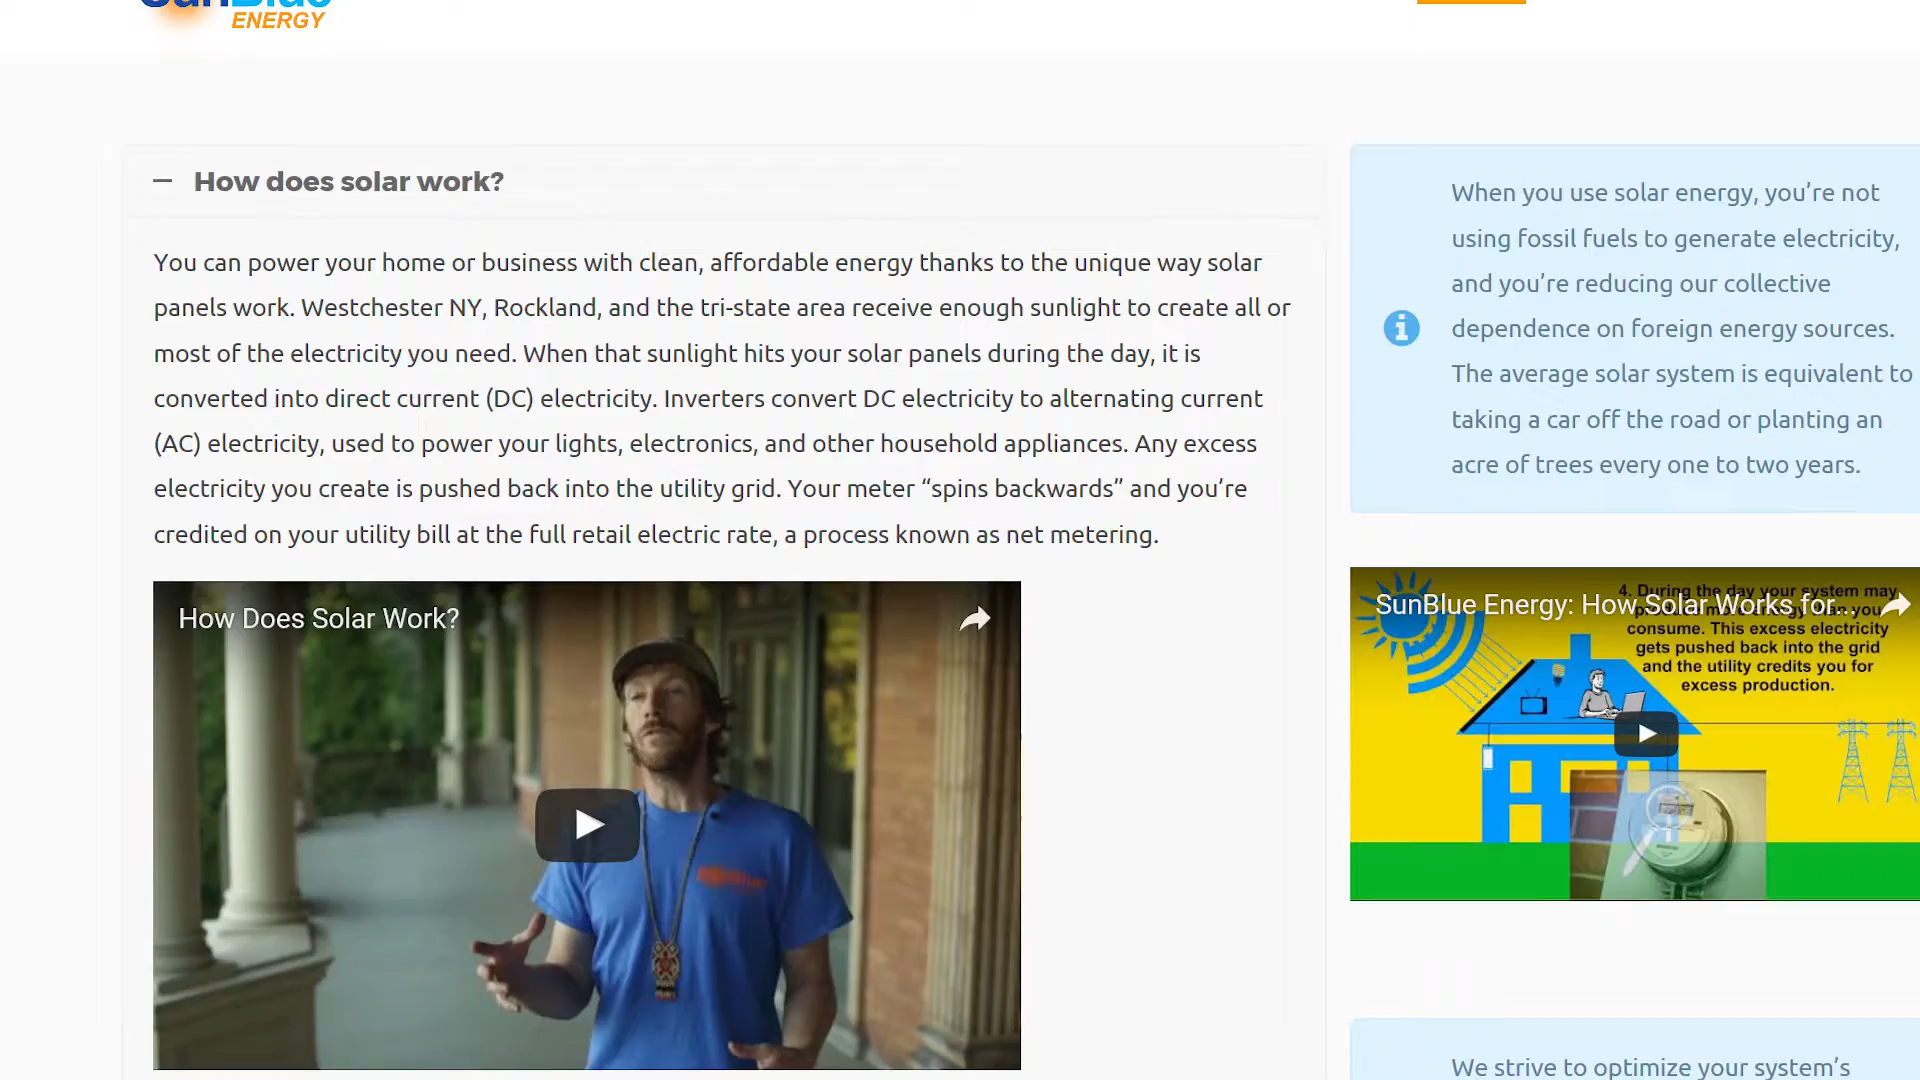 SunBlue
ENERGY
How does solar work?
You can power your home or business with clean, affordable energy thanks to the unique way solar
panels work. Westchester NY, Rockland, and the tri-state area receive enough sunlight to create all or
most of the electricity you need. When that sunlight hits your solar panels during the day, it is
converted into direct current (DC) electricity. Inverters convert DC electricity to alternating current
(AC) electricity, used to power your lights, electronics, and other household appliances. Any excess
electricity you create is pushed back into the utility grid. Your meter “spins backwards” and you’re
credited on your utility bill at the full retail electric rate, a process known as net metering.
How Does Solar Work?
When you use solar energy, you’re not
using fossil fuels to generate electricity,
and you’re reducing our collective
dependence on foreign energy sources.
The average solar system is equivalent to
taking a car off the road or planting an
acre of trees every one to two years.
SunBlue Energy: How Solar Works for...
4. During the day your system may
you
consume. This excess electricity
gets pushed back into the grid
and the utility credits you for
excess production.
We strive to optimize your system’s